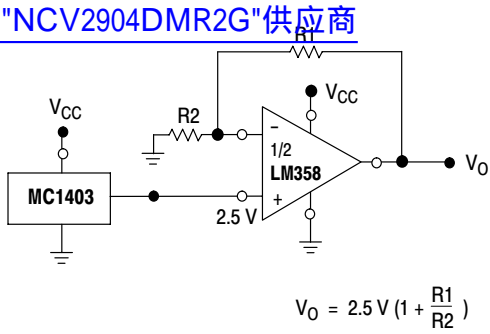 "NCV2904DMR2G"供应商
R1
VCC
R2
VCC
–
1/2
LM358
+
VO
MC1403
2.5 V
VO = 2.5 V (1 + R1/R2 )